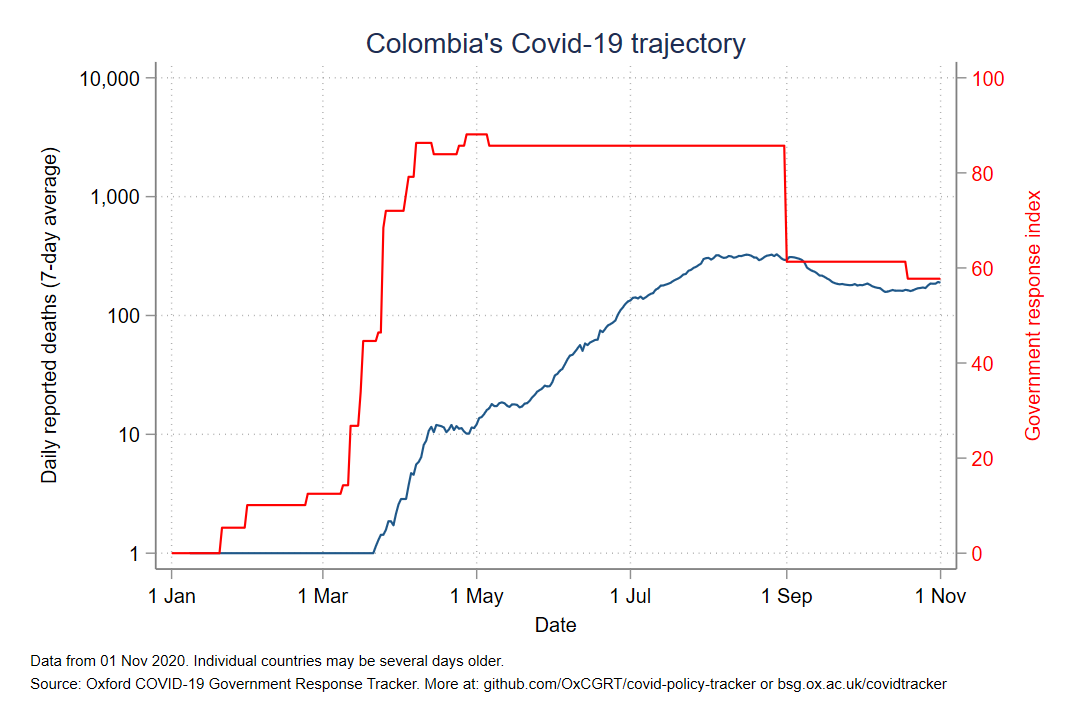 Colombia's Covid-19 trajectory
10,000
1,000
100
10
1
Daily reported deaths (7-day average)
100
80
60
40
20
0
Government response index
1 Jan 1 Mar 1 May 1 Jul 1 Sep 1 Nov
Date
Data from 01 Nov 2020. Individual countries may be several days older.
Source: Oxford COVID-19 Government Response Tracker. More at: github.com/OxCGRT/covid-policy-tracker or bsg.ox.ac.uk/covidtracker